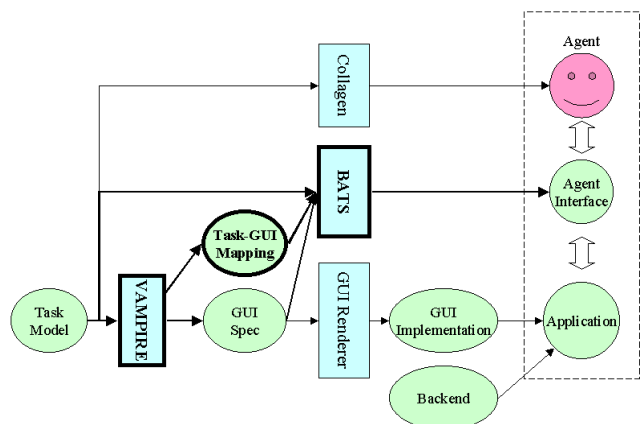 Agent
Collagen
BATS
Agent
Interface
Task-GUI
Mapping
Task
Model
VAMPIRE
GUI
Spec
GUI Renderer
GUI
Implementation
Application
Backend